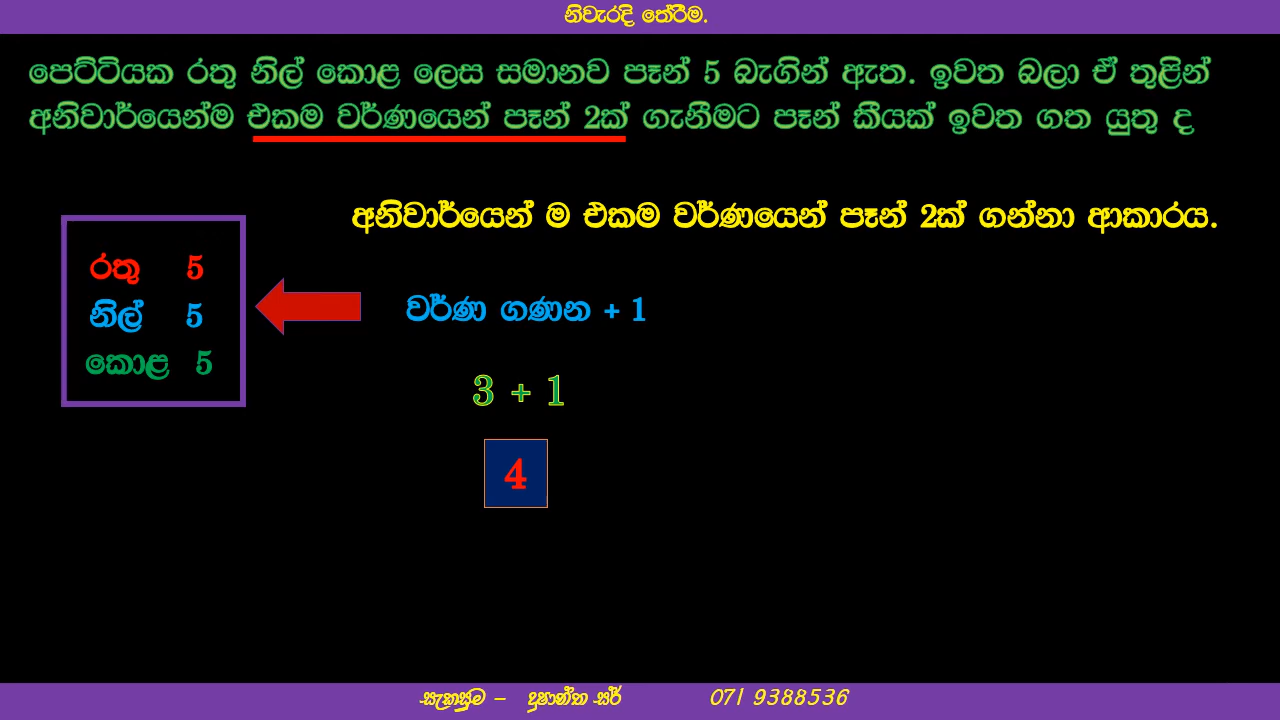 නිවැරදි තේරීම.
පෙට්ටියක රතු නිල් කොළ ලෙස සමානව පෑන් 5 බැගින් ඇත. ඉවත බලා ඒ තුළින්
අනිවාර්යෙන්ම එකම වර්ණයෙන් පෑන් 2ක් ගැනීමට පෑන් කීයක් ඉවත ගත යුතු ද
අනිවාර්යෙන් ම එකම වර්ණයෙන් පෑන් 2ක් ගන්නා ආකාරය.
රතු 5
නිල් 5
කොළ 5
වර්ණ ගණන + 1
3 + 1
4
සැකසුම – දුෂාන්ත සර් 071 9388536